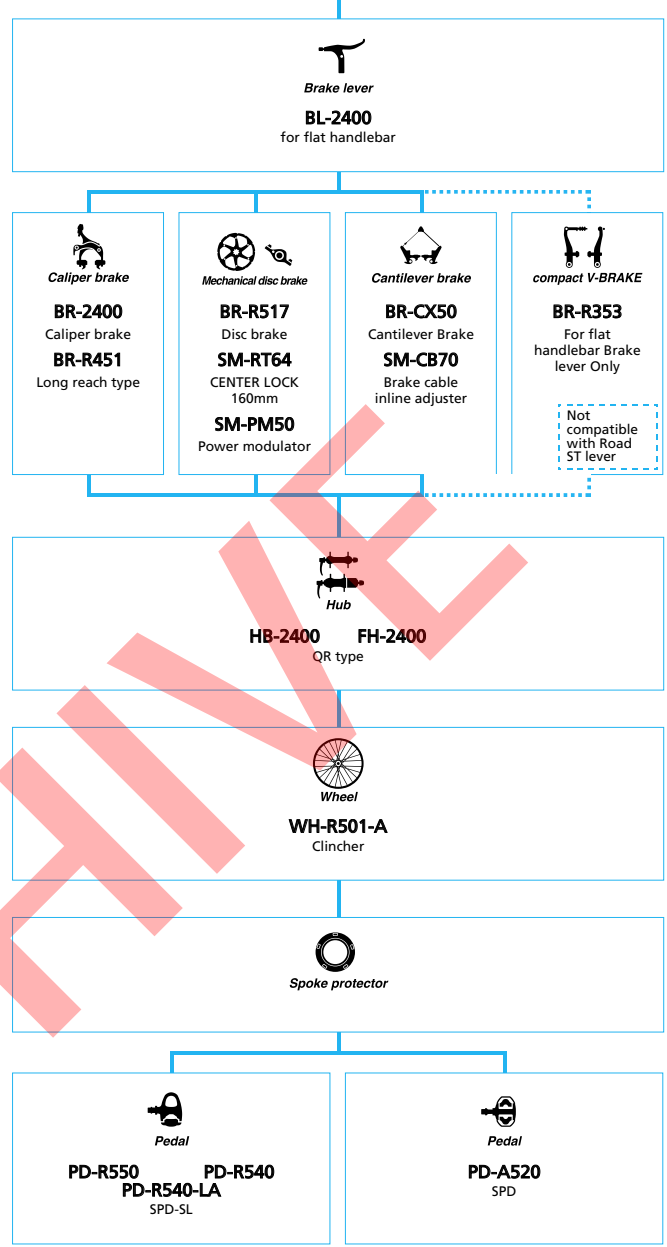 Brake lever
BL-2400
for flat handlebar
Caliper brake
BR-2400
Caliper brake
BR-R451
Long reach type
Mechanical disc brake
BR-R517
Disc brake
SM-RT64
CENTER LOCK
160mm
SM-PM50
Power modulator
Cantilever brake
BR-CX50
Cantilever Brake
SM-CB70
Brake cable
inline adjuster
compact V-BRAKE
BR-R353
For flat
handlebar Brake
lever Only
Not
compatible
with Road
ST lever
Hub
HB-2400 FH-2400
QR type
Wheel
WH-R501-A
Clincher
Spoke protector
Pedal
PD-R550 PD-R540
PD-R540-LA
SPD-SL
Pedal
PD-A520
SPD
HIVE